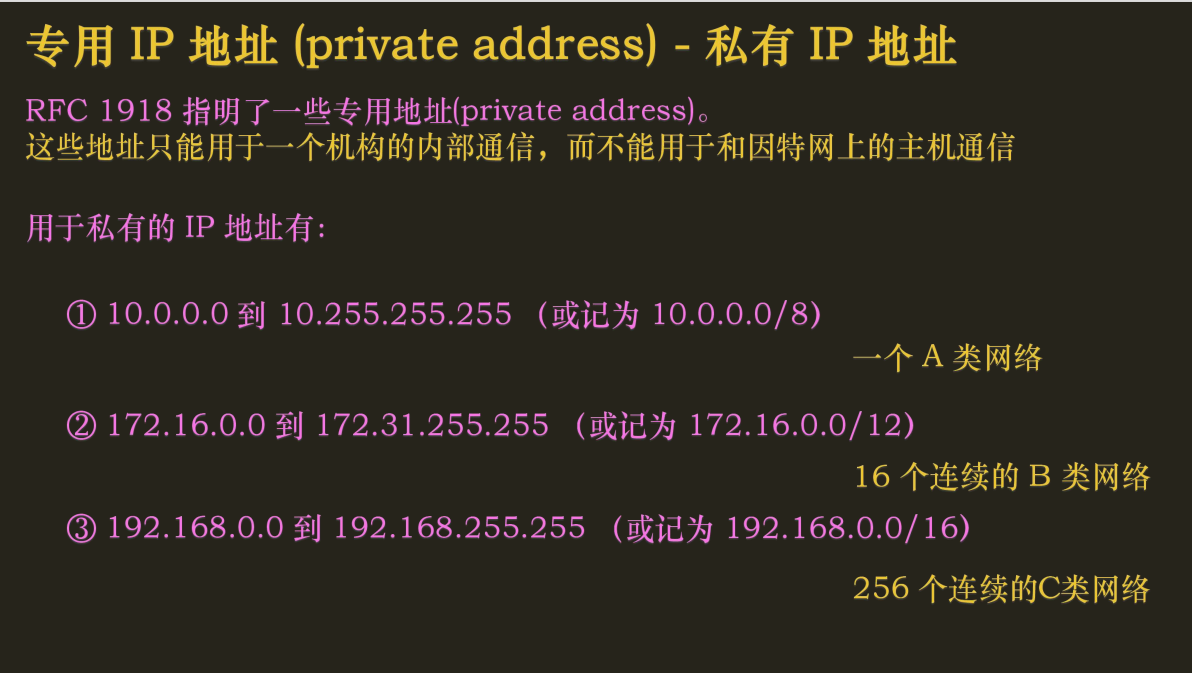 专用 IP 地址 (private address) - 私有 IP 地址
RFC 1918 指明了一些专用地址(private address)。
这些地址只能用于一个机构的内部通信，而不能用于和因特网上的主机通信
用于私有的 IP 地址有：
① 10.0.0.0 到 10.255.255.255 （或记为 10.0.0.0/8）
一个 A 类网络
② 172.16.0.0 到 172.31.255.255 （或记为 172.16.0.0/12）
16 个连续的 B 类网络
③ 192.168.0.0 到 192.168.255.255 （或记为 192.168.0.0/16）
256 个连续的C类网络